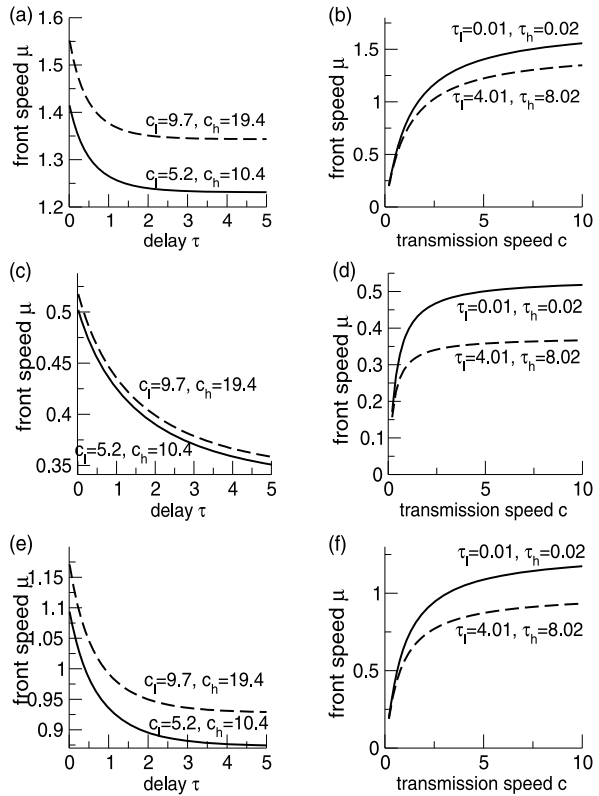 (a)
1.6
1.5
1.4
1.3
1.2
front speed μ
c_l=9.7, c_h=19.4
c_l=5.2, c_h=10.4
0 1 2 3 4 5
delay τ
(b)
1.5
1
0.5
0
front speed μ
τ_l=0.01, τ_h=0.02
τ_l=4.01, τ_h=8.02
0 5 10
transmission speed c
(c)
0.5
0.45
0.4
0.35
front speed μ
c_l=9.7, c_h=19.4
c_l=5.2, c_h=10.4
0 1 2 3 4 5
delay τ
(d)
0.5
0.4
0.3
0.2
0.1
0
front speed μ
τ_l=0.01, τ_h=0.02
τ_l=4.01, τ_h=8.02
0 5 10
transmission speed c
(e)
1.15
1.1
1.05
1
0.95
0.9
front speed μ
c_l=9.7, c_h=19.4
c_l=5.2, c_h=10.4
0 1 2 3 4 5
delay τ
(f)
1
0.5
0
front speed μ
τ_l=0.01, τ_h=0.02
τ_l=4.01, τ_h=8.02
0 5 10
transmission speed c